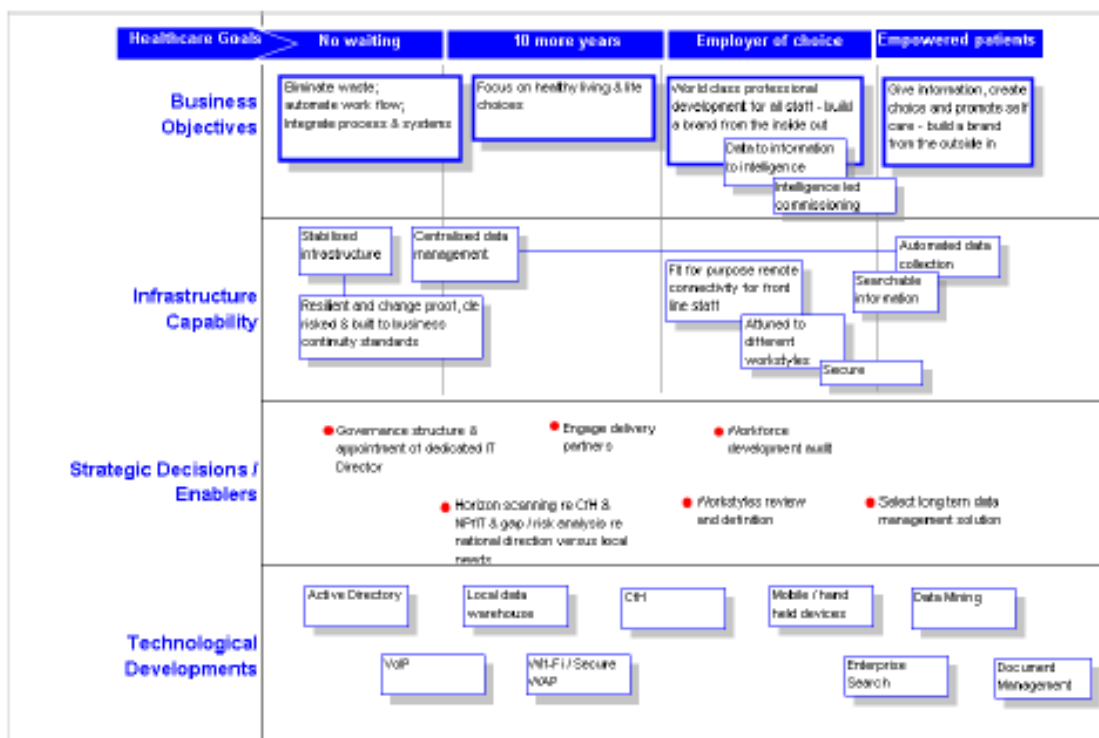 Healthcare Goals
No waiting
10 more years
Employer of choice
Empowered patients
Business
Objectives
Eliminate waste;
automate work flow;
Integrate process & systems
Focus on healthy living & life
choices
World class professional
development for all staff - build
a brand from the inside out
Data to information
to intelligence
Intelligence led
commissioning
Give information, create
choice and promote self
care - build a brand
from the outside in
Infrastructure
Capability
Stabilised
infrastructure
Centralised data
management
Resilient and change proof, de
risked & built to business
continuity standards
Fit for purpose remote
connectivity for front
line staff
Attuned to
different
workstyles
Secure
Automated data
collection
Searchable
information
Strategic Decisions /
Enablers
Governance structure &
appointment of dedicated IT
Director
Engage delivery
partners
Workforce
development audit
Horizon scanning re CfH &
NPfIT & gap / risk analysis re
national direction versus local
needs
Workstyles review
and definition
Select long term data
management solution
Technological
Developments
Active Directory
Local data
warehouse
CfH
Mobile / hand
held devices
Data Mining
VoIP
Wi-Fi / Secure
WAP
Enterprise
Search
Document
Management